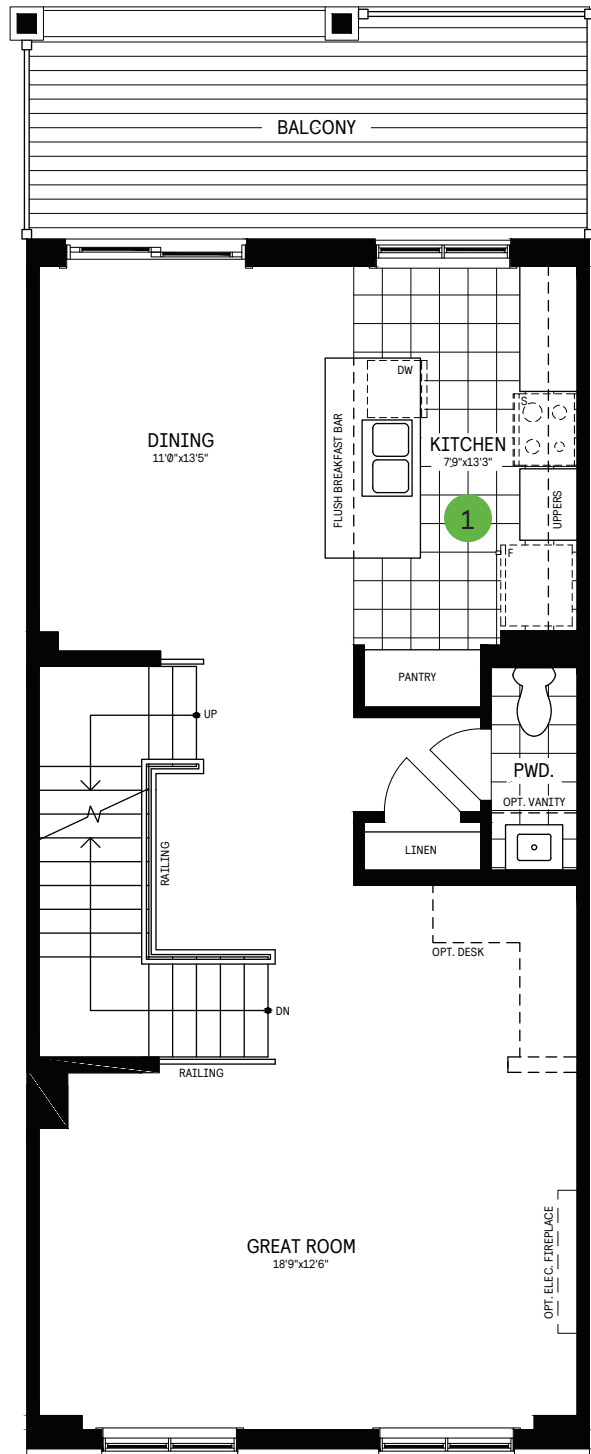 BALCONY
DW
S
DINING
11'0"x13'5"
FLUSH BREAKFAST BAR
KITCHEN
7'9"x13'3"
1
UPPERS
F
PANTRY
UP
PWD.
OPT. VANITY
RAILING
LINEN
OPT. DESK
DN
RAILING
GREAT ROOM
18'9"x12'6"
OPT. ELEC. FIREPLACE